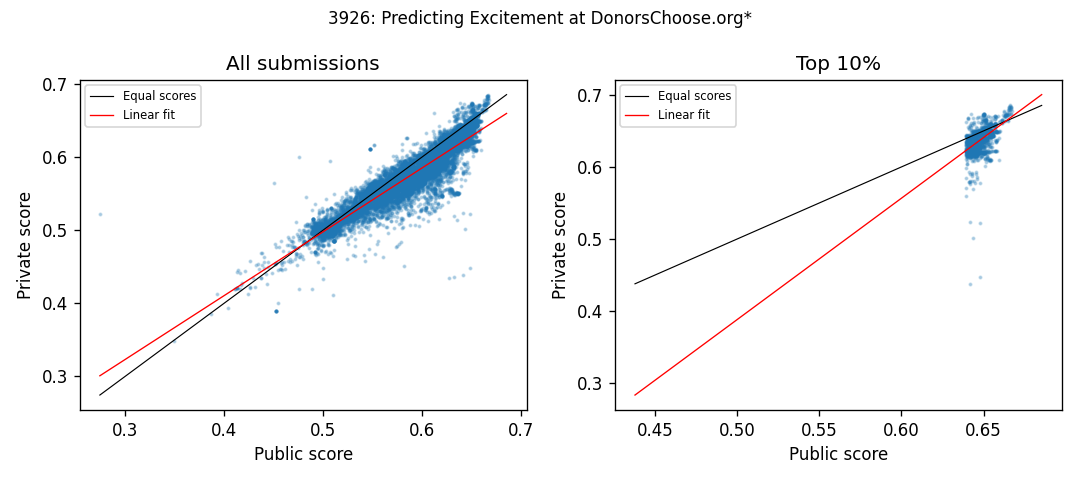 3926: Predicting Excitement at DonorsChoose.org*
All submissions
Equal scores
Linear fit
0.7
0.6
0.5
0.4
0.3
Private score
0.3
0.4
0.5
0.6
0.7
Public score
Top 10%
Equal scores
Linear fit
0.7
0.6
0.5
0.4
0.3
Private score
0.45
0.50
0.55
0.60
0.65
Public score